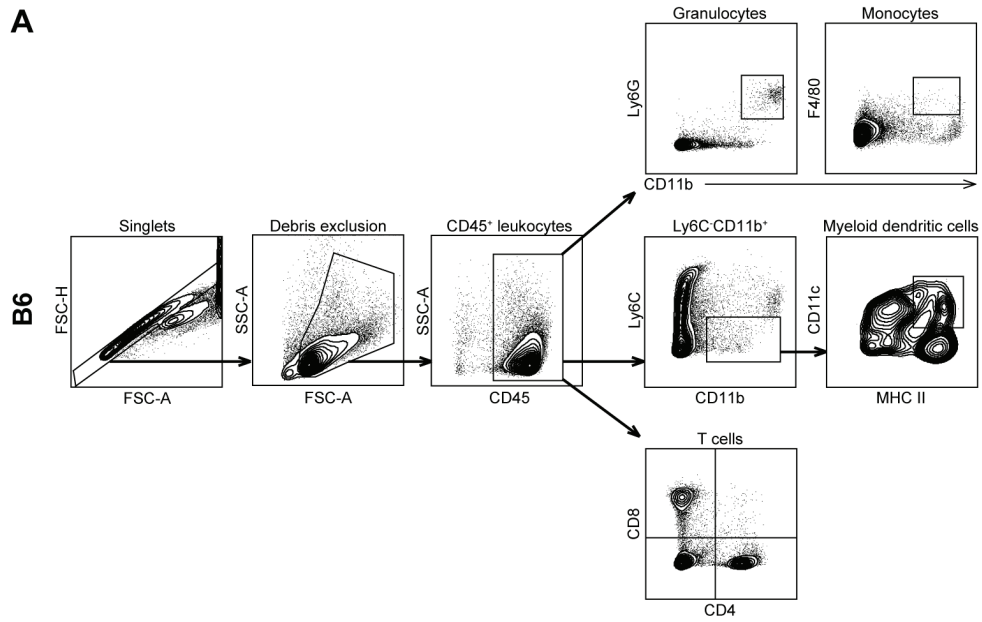 A
Granulocytes
Monocytes
Ly6G
F4/80
CD11b
Singlets
Debris exclusion
CD45⁺ leukocytes
Ly6C⁻CD11b⁺
Myeloid dendritic cells
B6
FSC-H
SSC-A
SSC-A
Ly6C
CD11c
FSC-A
FSC-A
CD45
CD11b
MHC II
T cells
CD8
CD4